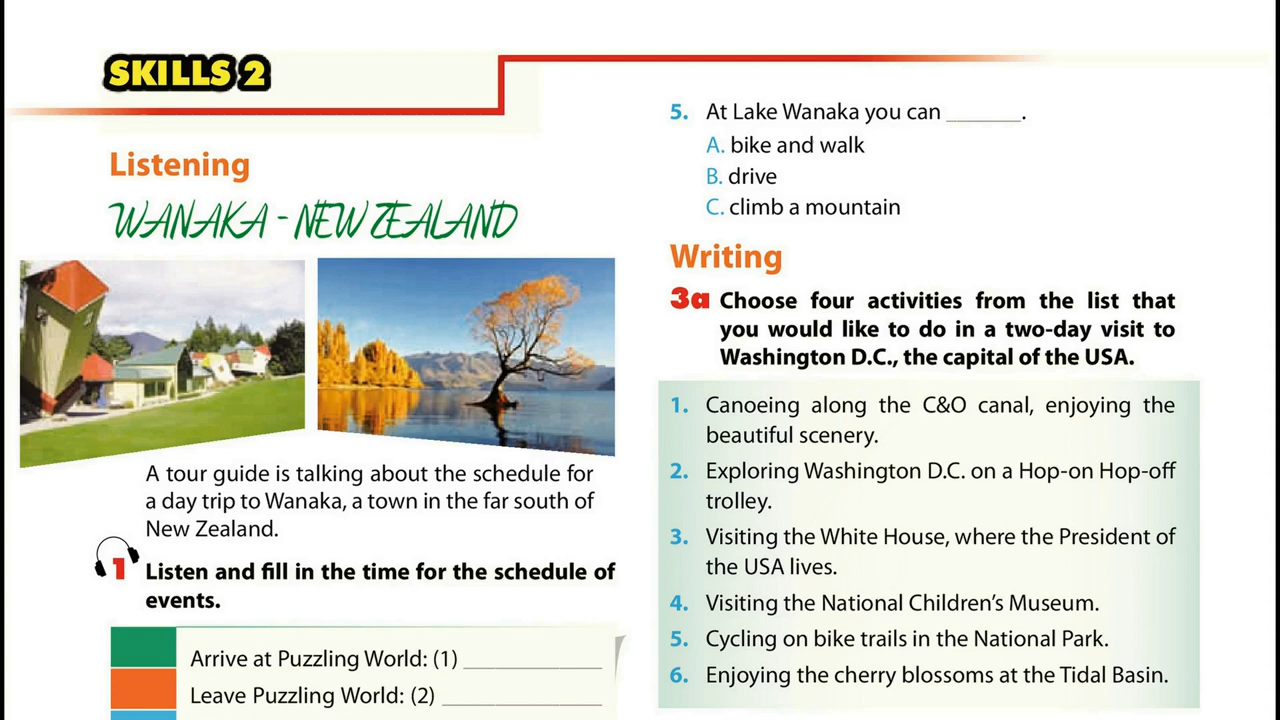 SKILLS 2
Listening
WANAKA - NEW ZEALAND
A tour guide is talking about the schedule for
a day trip to Wanaka, a town in the far south of
New Zealand.
1 Listen and fill in the time for the schedule of
events.
Arrive at Puzzling World: (1) ____________
Leave Puzzling World: (2) ______________
5. At Lake Wanaka you can ______.
A. bike and walk
B. drive
C. climb a mountain
Writing
3a Choose four activities from the list that
you would like to do in a two-day visit to
Washington D.C., the capital of the USA.
1. Canoeing along the C&O canal, enjoying the
beautiful scenery.
2. Exploring Washington D.C. on a Hop-on Hop-off
trolley.
3. Visiting the White House, where the President of
the USA lives.
4. Visiting the National Children's Museum.
5. Cycling on bike trails in the National Park.
6. Enjoying the cherry blossoms at the Tidal Basin.